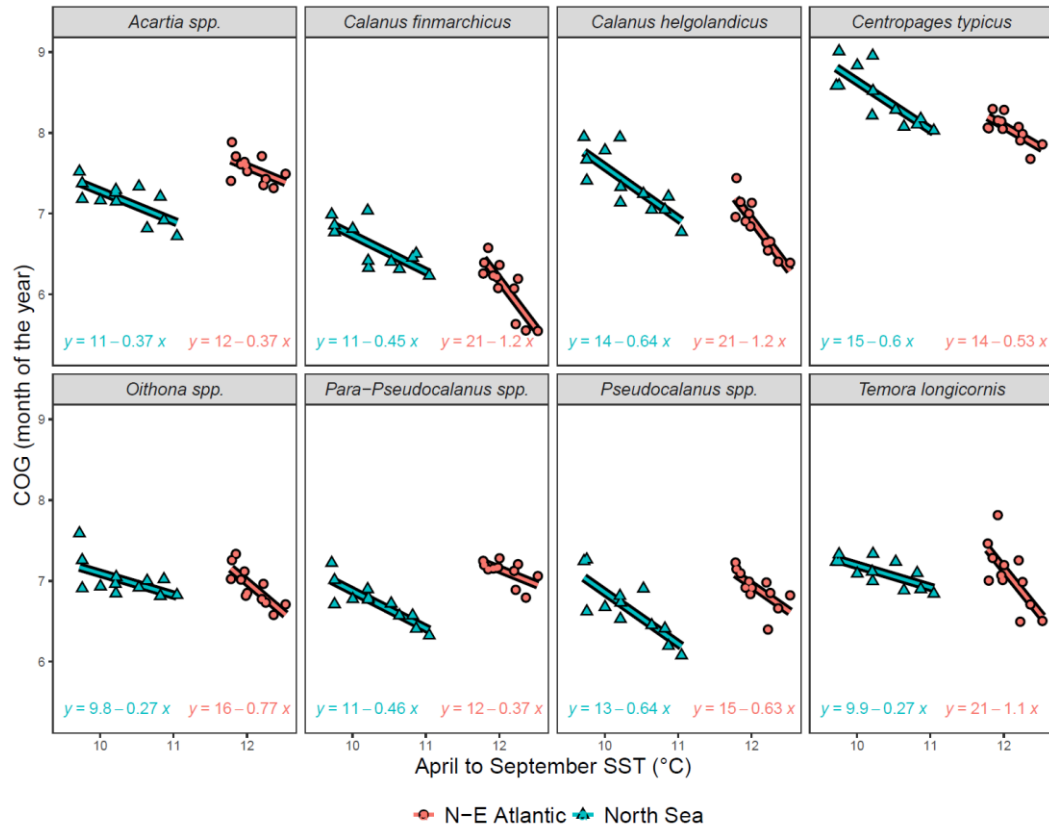 Acartia spp.
Calanus finmarchicus
Calanus helgolandicus
Centropages typicus
9
8
7
6
y = 11 − 0.37 x
y = 12 − 0.37 x
y = 11 − 0.45 x
y = 21 − 1.2 x
y = 14 − 0.64 x
y = 21 − 1.2 x
y = 15 − 0.6 x
y = 14 − 0.53 x
COG (month of the year)
Oithona spp.
Para−Pseudocalanus spp.
Pseudocalanus spp.
Temora longicornis
9
8
7
6
y = 9.8 − 0.27 x
y = 16 − 0.77 x
y = 11 − 0.46 x
y = 12 − 0.37 x
y = 13 − 0.64 x
y = 15 − 0.63 x
y = 9.9 − 0.27 x
y = 21 − 1.1 x
10 11 12
10 11 12
10 11 12
10 11 12
April to September SST (°C)
N−E Atlantic
North Sea